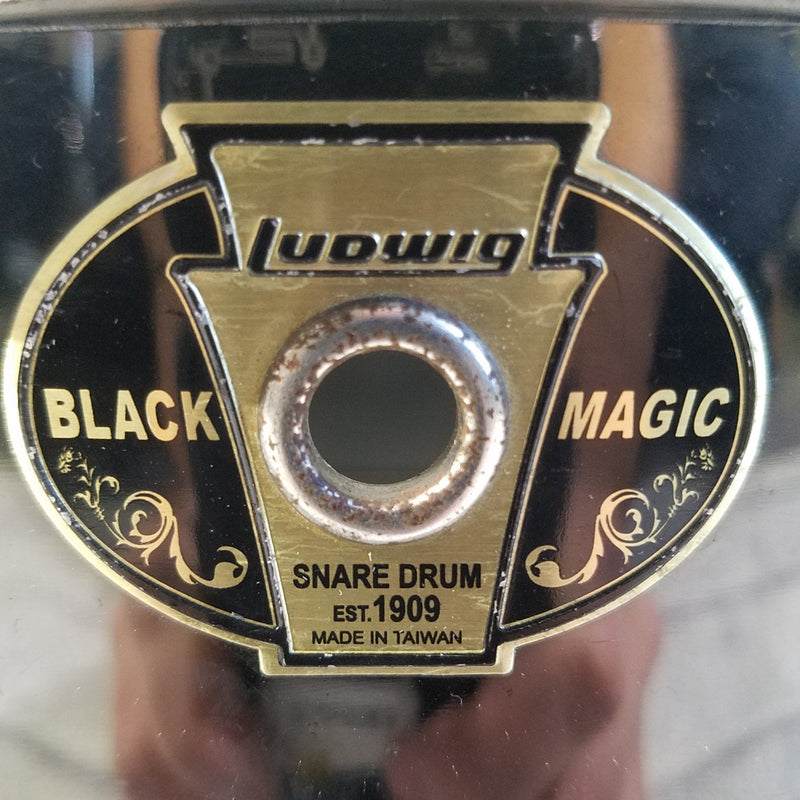 Ludwig
BLACK MAGIC
SNARE DRUM
EST. 1909
MADE IN TAIWAN